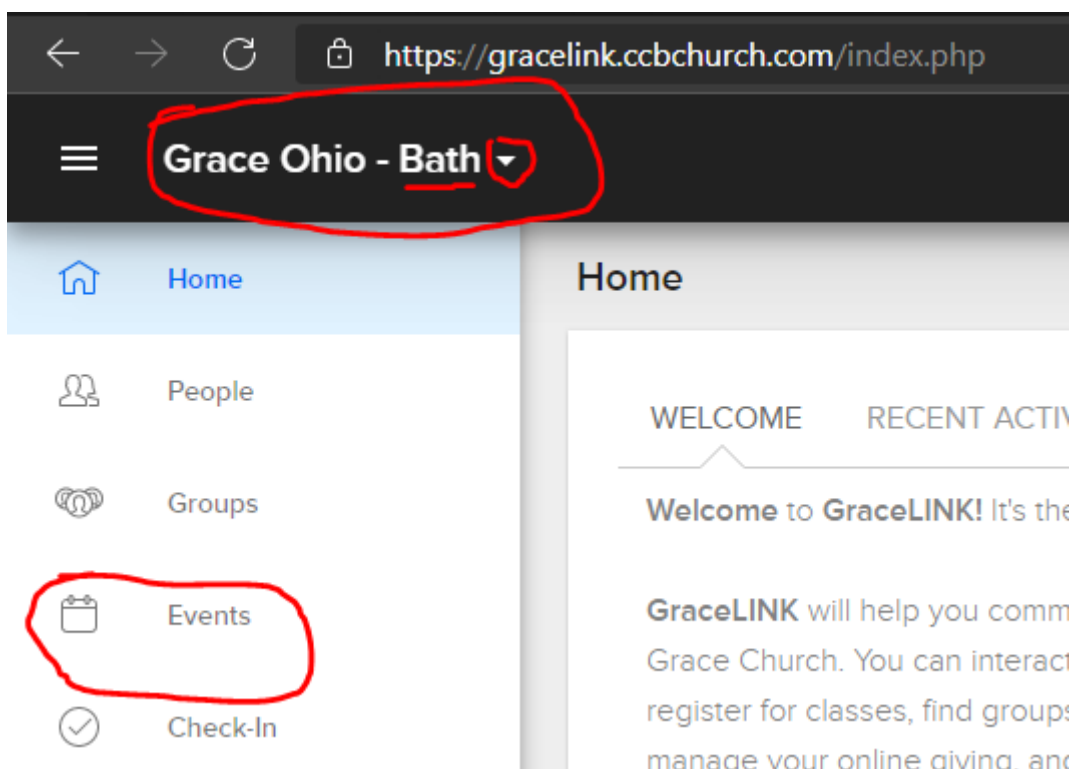 https://gracelink.ccbchurch.com/index.php
Grace Ohio - Bath
Home
People
Groups
Events
Check-In
Home
WELCOME RECENT ACTIV
Welcome to GraceLINK! It's the
GraceLINK will help you comm
Grace Church. You can interact
register for classes, find groups
manage your online giving, and